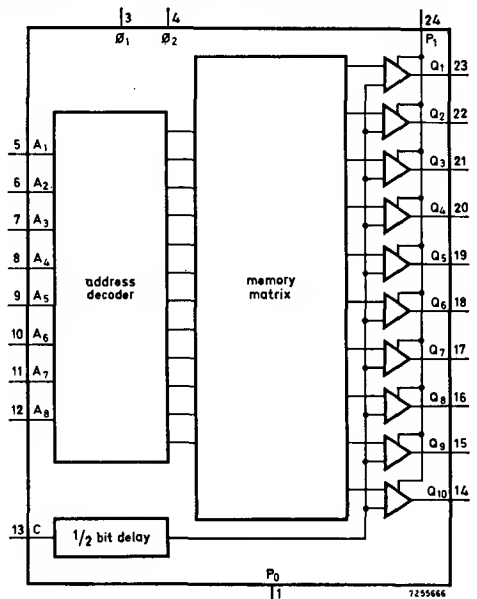 3 4 24
Ø1 Ø2 P1
Q1 23
Q2 22
5 A1
Q3 21
6 A2
Q4 20
7 A3
Q5 19
8 A4
address decoder
memory matrix
9 A5
Q6 18
10 A6
Q7 17
11 A7
Q8 16
12 A8
Q9 15
Q10 14
13 C 1/2 bit delay
P0
1 7255666